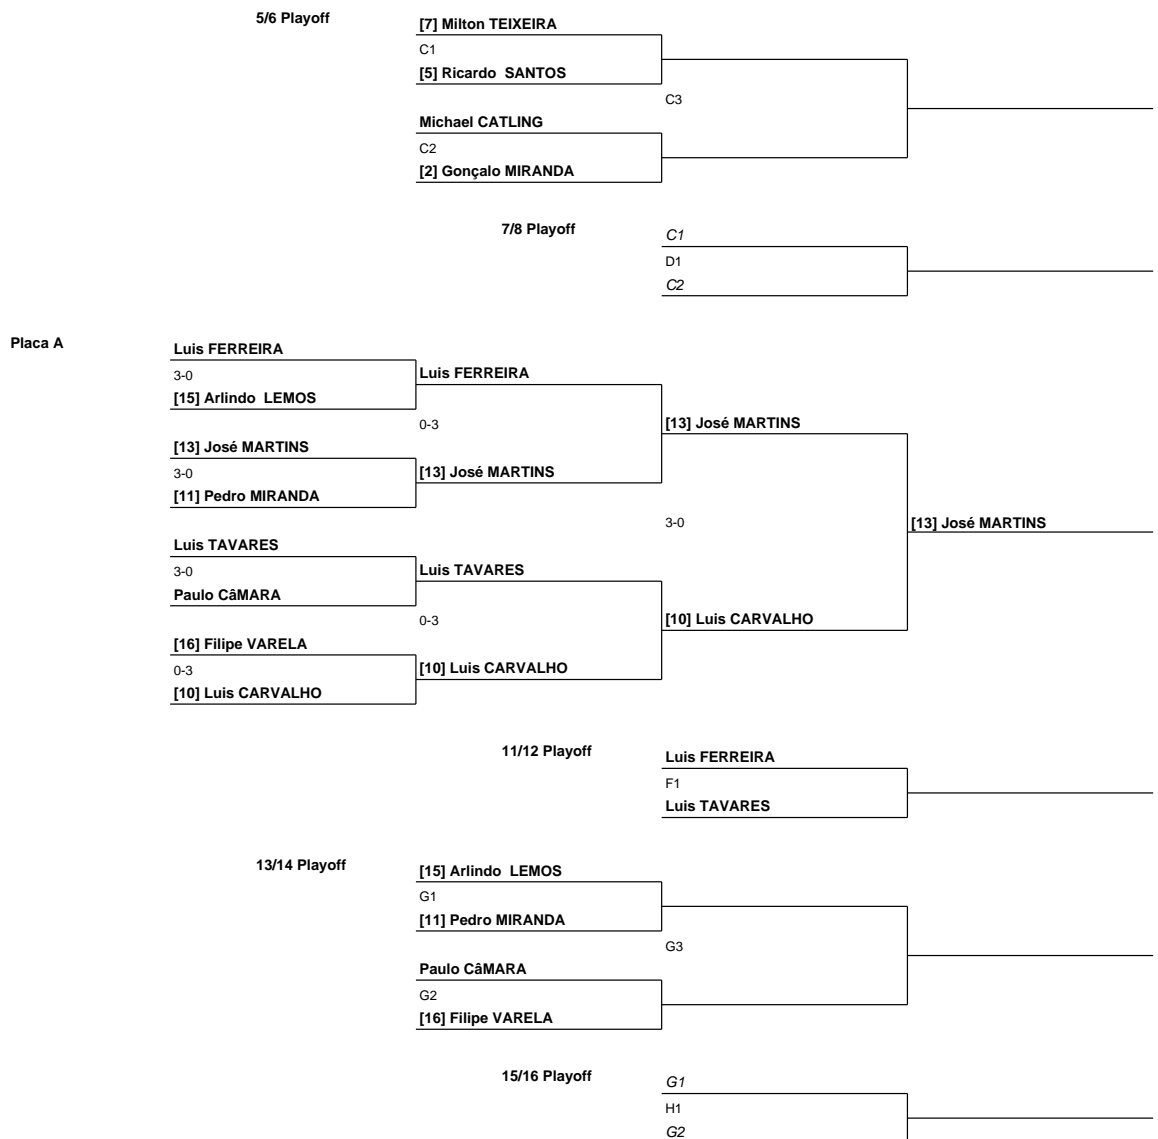 5/6 Playoff
[7] Milton TEIXEIRA
C1
[5] Ricardo  SANTOS
C3
Michael CATLING
C2
[2] Gonçalo MIRANDA
7/8 Playoff
C1
D1
C2
Placa A
Luis FERREIRA
3-0
Luis FERREIRA
[15] Arlindo  LEMOS
0-3
[13] José MARTINS
[13] José MARTINS
3-0
[13] José MARTINS
[11] Pedro MIRANDA
3-0
[13] José MARTINS
Luis TAVARES
3-0
Luis TAVARES
Paulo CâMARA
0-3
[10] Luis CARVALHO
[16] Filipe VARELA
0-3
[10] Luis CARVALHO
[10] Luis CARVALHO
11/12 Playoff
Luis FERREIRA
F1
Luis TAVARES
13/14 Playoff
[15] Arlindo  LEMOS
G1
[11] Pedro MIRANDA
G3
Paulo CâMARA
G2
[16] Filipe VARELA
15/16 Playoff
G1
H1
G2